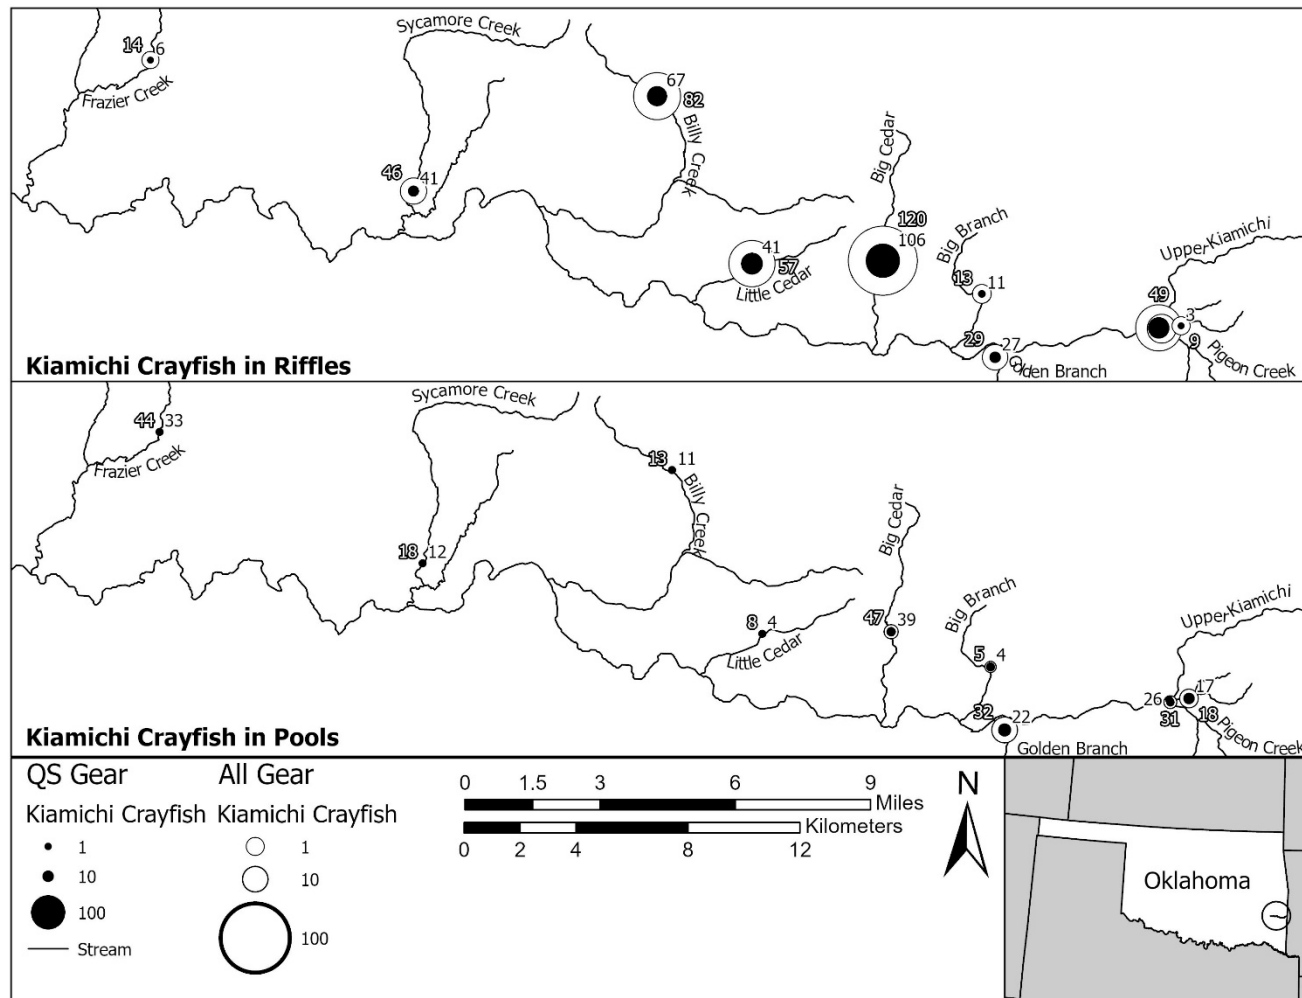 Sycamore Creek
14
6
Frazier Creek
67
82
Billy Creek
46
41
Big Cedar
120
106
Big Branch
41
57
Little Cedar
13
11
Uppe-Kiamichi
49
3
9
29
27
Golden Branch
Pigeon Creek
Kiamichi Crayfish in Riffles
Sycamore Creek
44
33
Frazier Creek
13
11
Billy Creek
Big Cedar
18
12
Big Branch
8
4
Little Cedar
47
39
5
4
Uppe-Kiamichi
26
17
31
18
32
22
Pigeon Creek
Golden Branch
Kiamichi Crayfish in Pools
QS Gear
All Gear
Kiamichi Crayfish
Kiamichi Crayfish
1
1
10
10
100
100
Stream
0 1.5 3 6 9
Miles
Kilometers
0 2 4 8 12
N
Oklahoma